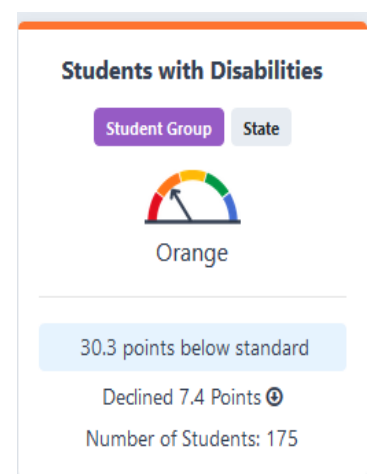 Students with Disabilities
Student Group State
Orange
30.3 points below standard
Declined 7.4 Points
Number of Students: 175